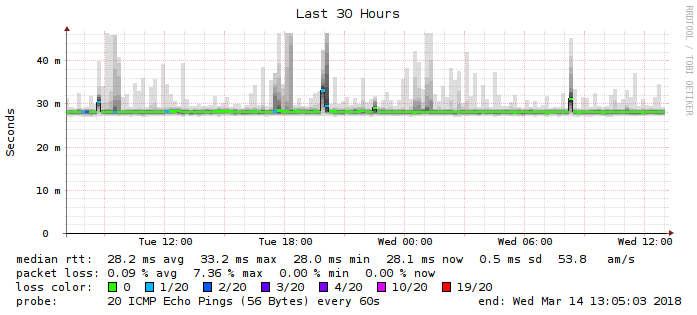 Last 30 Hours
RRDTOOL / TOBI OETIKER
Seconds
40 m
30 m
20 m
10 m
0
Tue 12:00 Tue 18:00 Wed 00:00 Wed 06:00 Wed 12:00
median rtt: 28.2 ms avg 33.2 ms max 28.0 ms min 28.1 ms now 0.5 ms sd 53.8 am/s
packet loss: 0.09 % avg 7.36 % max 0.00 % min 0.00 % now
loss color: 0 1/20 2/20 3/20 4/20 10/20 19/20
probe: 20 ICMP Echo Pings (56 Bytes) every 60s end: Wed Mar 14 13:05:03 2018